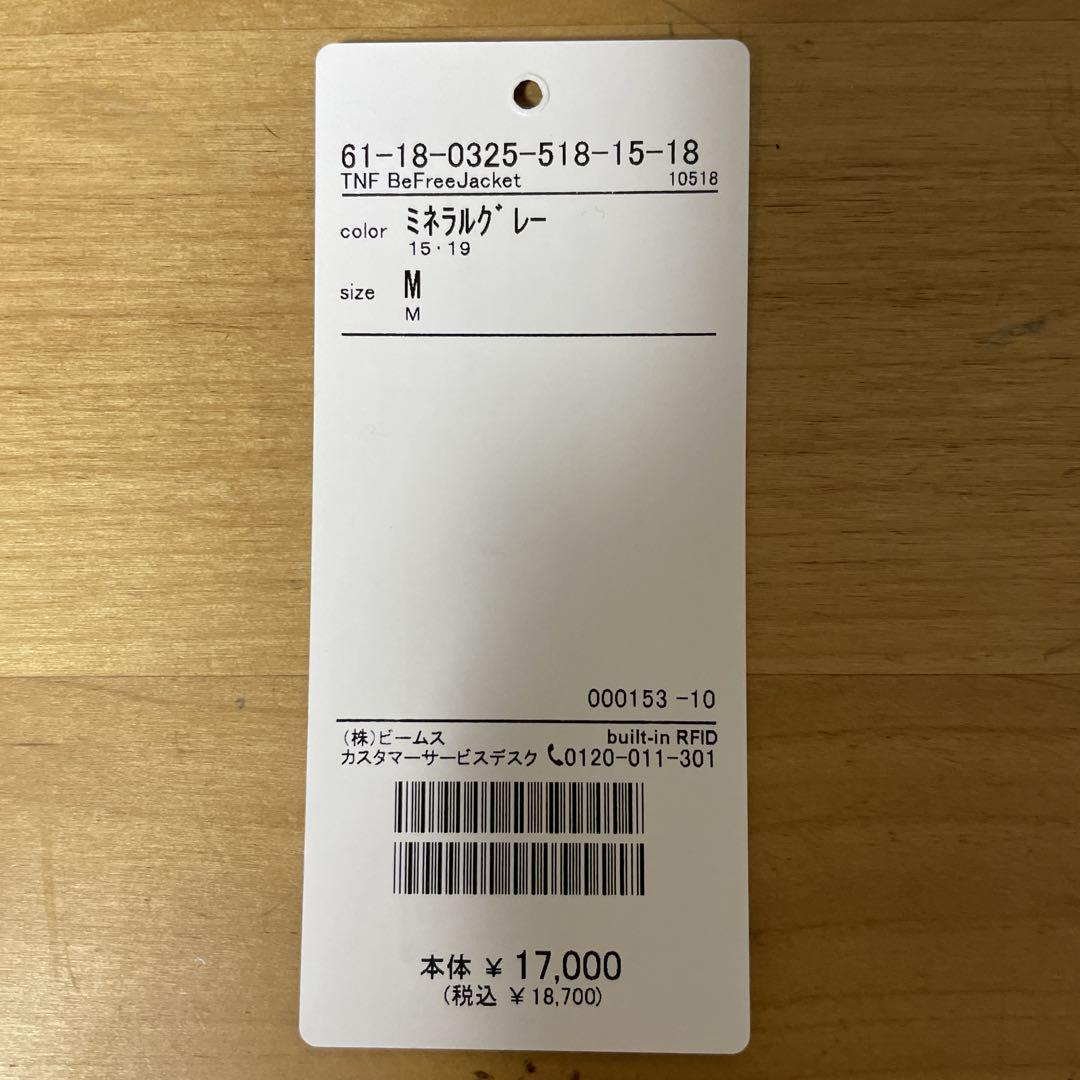 61-18-0325-518-15-18
TNF BeFreeJacket 10518
color ミネラルグレー
15・19
size M
M
000153 -10
(株)ビームス built-in RFID
カスタマーサービスデスク 0120-011-301
本体 ¥ 17,000
(税込 ¥18,700)